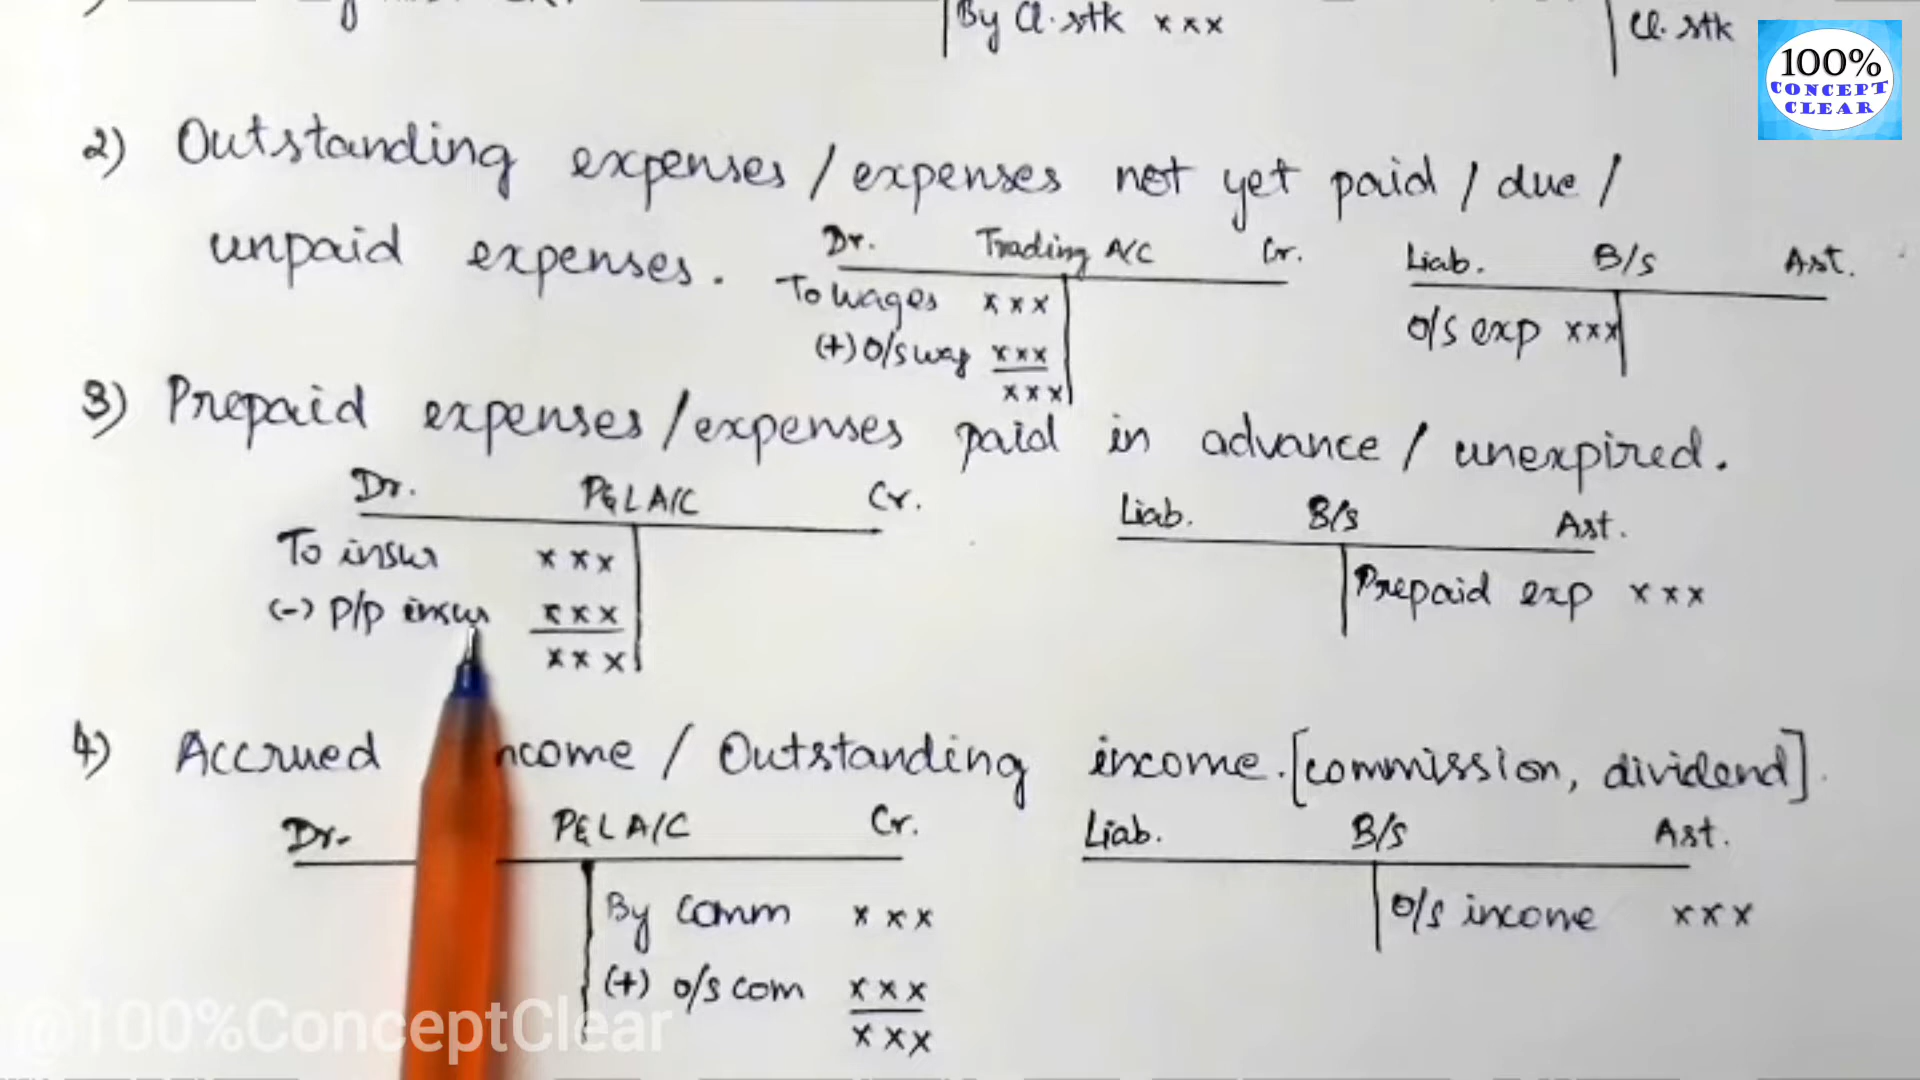 By Cl. stk xxx
Cl. stk
100%
CONCEPT
CLEAR
2) Outstanding expenses / expenses not yet paid / due /
unpaid expenses.
Dr. Trading A/C Cr.
To wages xxx
(+) O/s wag xxx
xxx
Liab. B/S Ast.
O/s exp xxx
3) Prepaid expenses / expenses paid in advance / unexpired.
Dr. P&L A/C Cr.
To insur xxx
(-) P/p insur xxx
xxx
Liab. B/S Ast.
Prepaid exp xxx
4) Accrued ncome / Outstanding income. [commission, dividend].
Dr. P&L A/C Cr.
By Comm xxx
(+) o/s com xxx
xxx
Liab. B/S Ast.
O/s income xxx
@100%ConceptClear